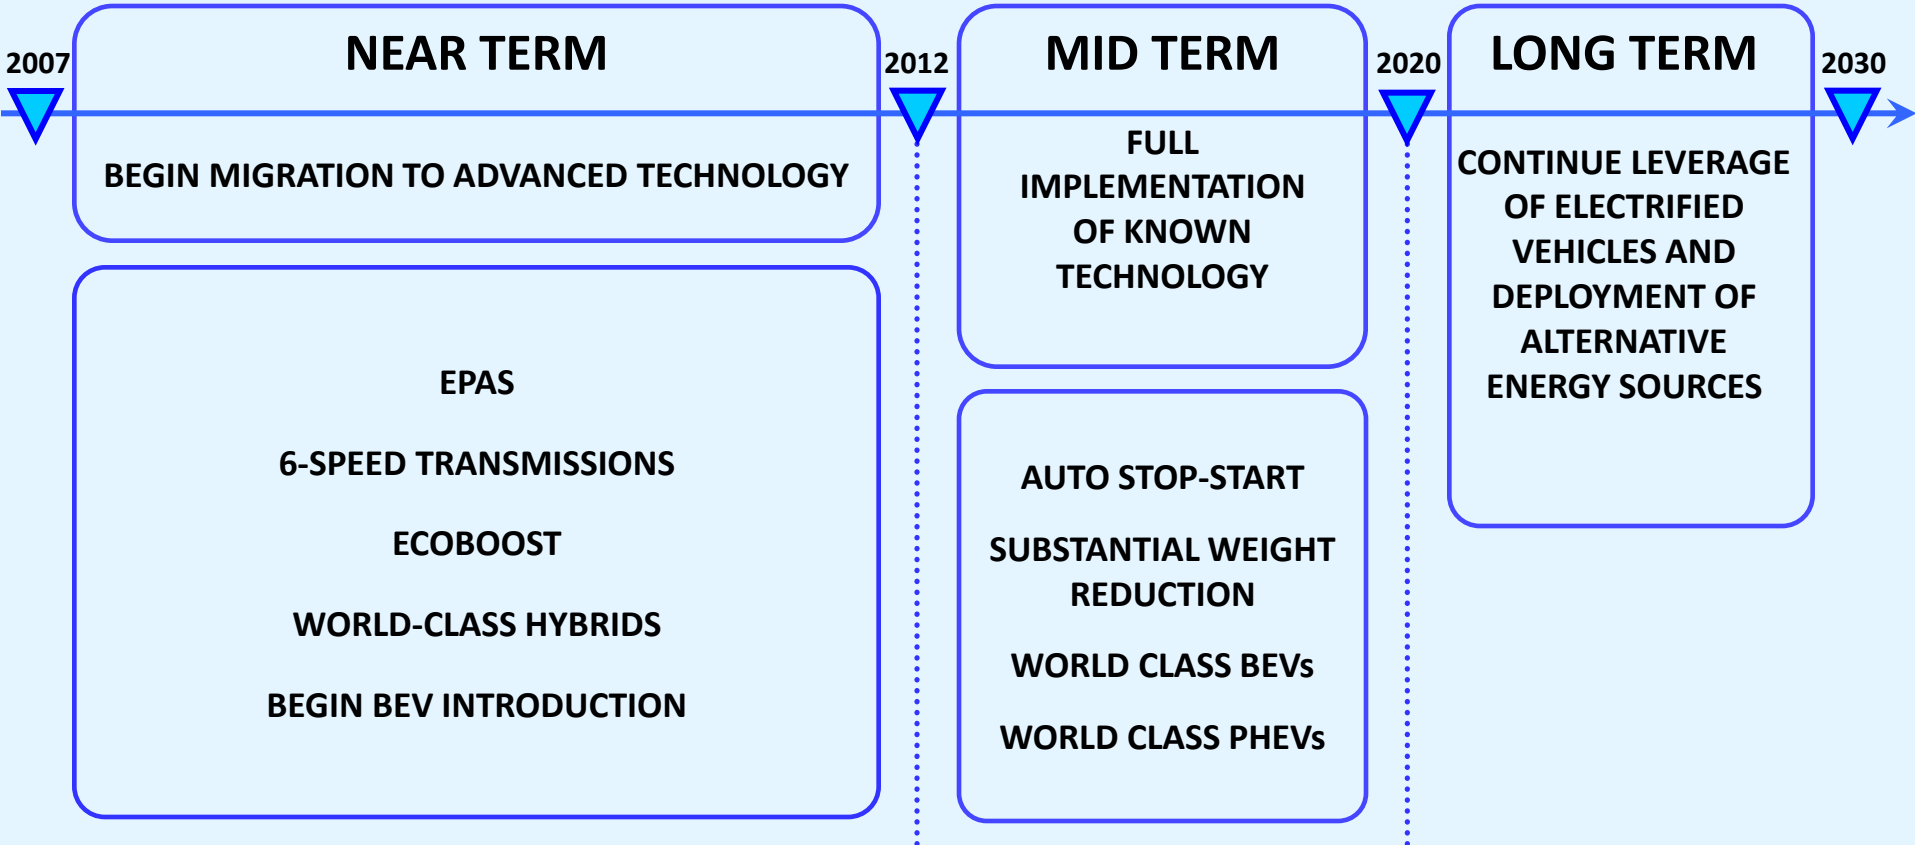 2007
NEAR TERM
BEGIN MIGRATION TO ADVANCED TECHNOLOGY
EPAS
6-SPEED TRANSMISSIONS
ECOBOOST
WORLD-CLASS HYBRIDS
BEGIN BEV INTRODUCTION
2012
MID TERM
FULL
IMPLEMENTATION
OF KNOWN
TECHNOLOGY
AUTO STOP-START
SUBSTANTIAL WEIGHT
REDUCTION
WORLD CLASS BEVs
WORLD CLASS PHEVs
2020
LONG TERM
CONTINUE LEVERAGE
OF ELECTRIFIED
VEHICLES AND
DEPLOYMENT OF
ALTERNATIVE
ENERGY SOURCES
2030